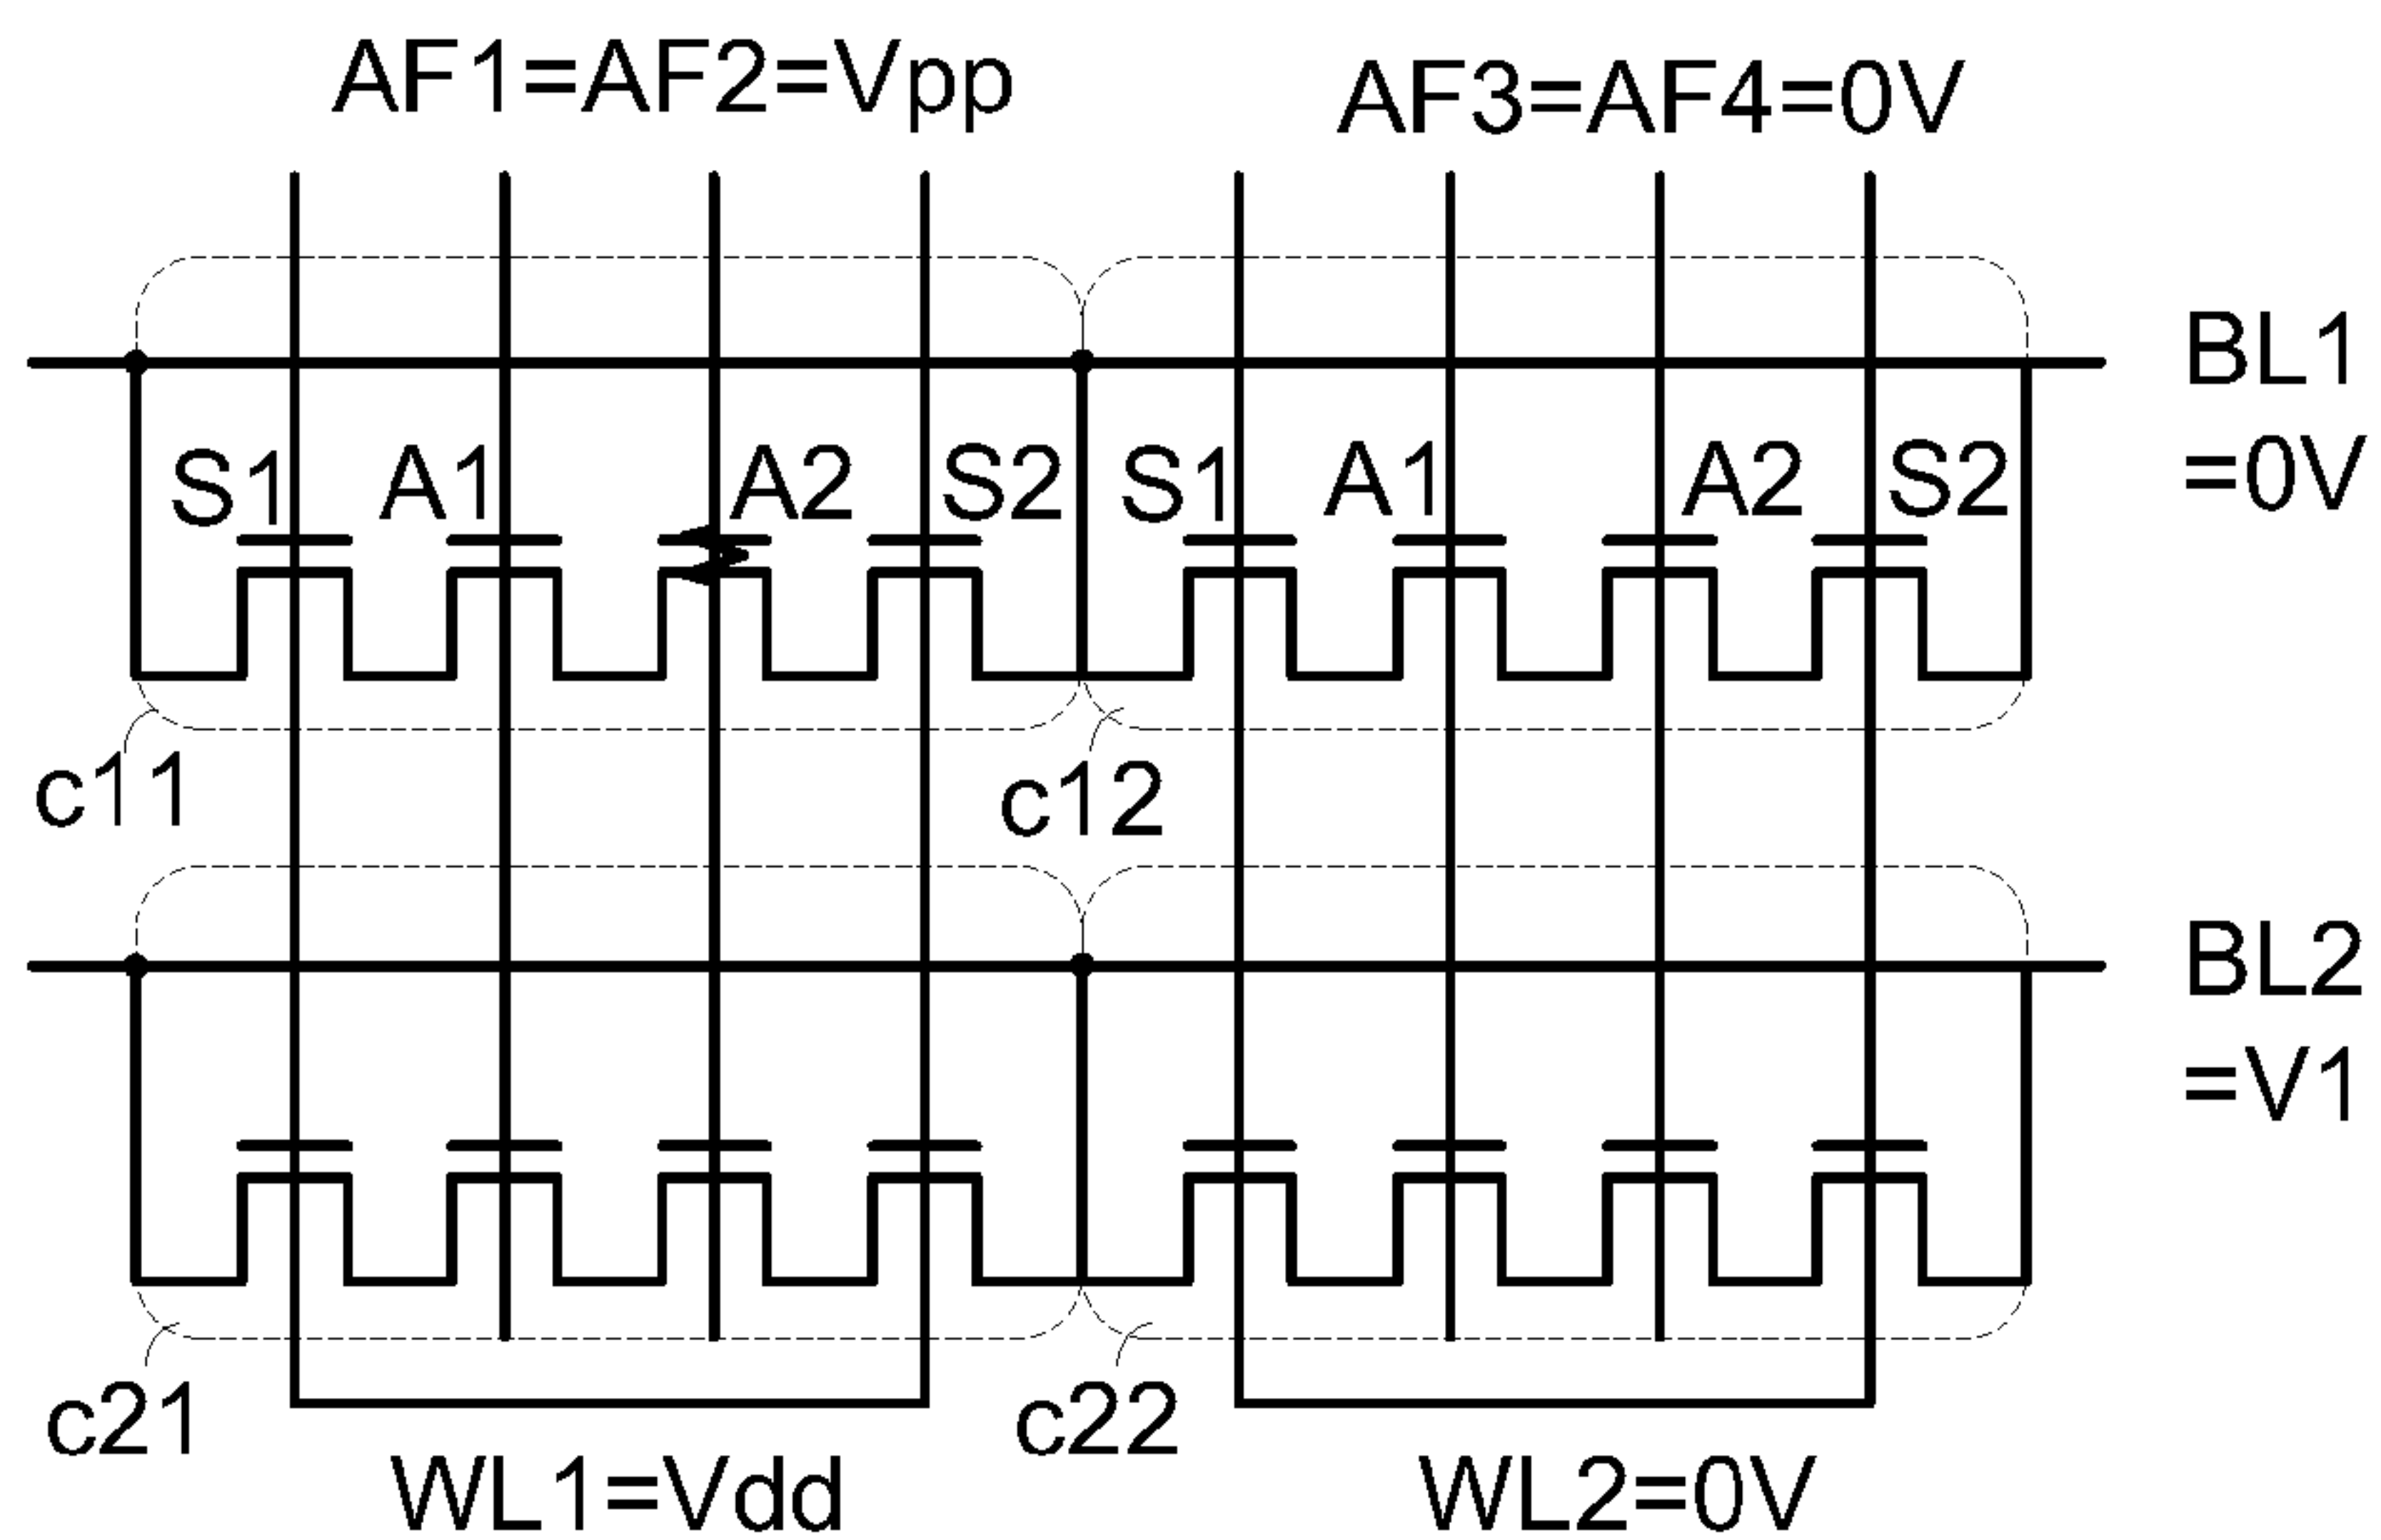 AF1=AF2=Vpp
AF3=AF4=0V
BL1
=0V
S1 A1 A2 S2 S1 A1 A2 S2
c11
c12
BL2
=V1
c21
c22
WL1=Vdd
WL2=0V